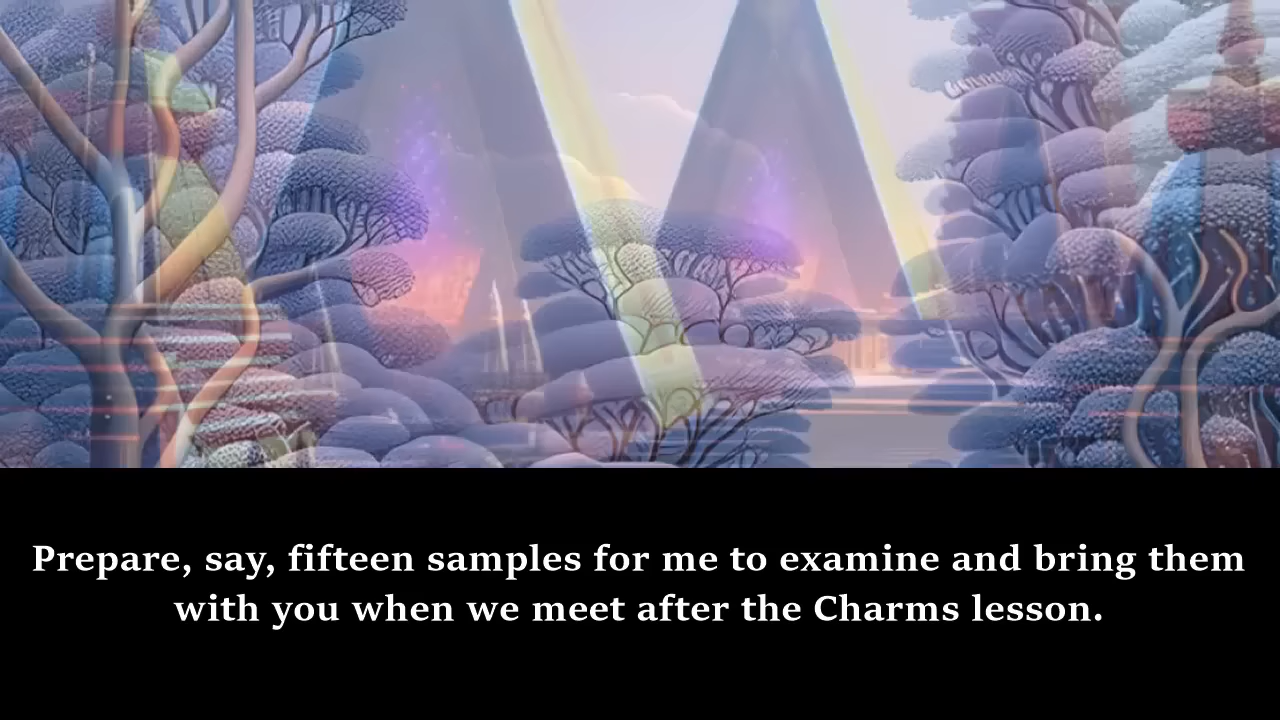 Prepare, say, fifteen samples for me to examine and bring them
with you when we meet after the Charms lesson.